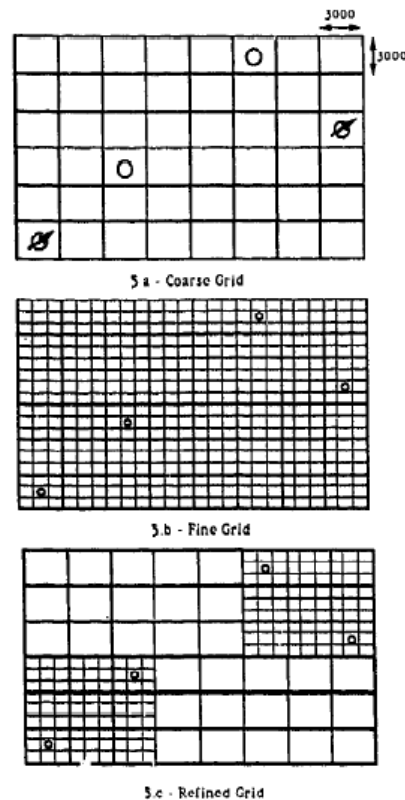 3000
3000
5 a - Coarse Grid
5.b - Fine Grid
5.c - Refined Grid